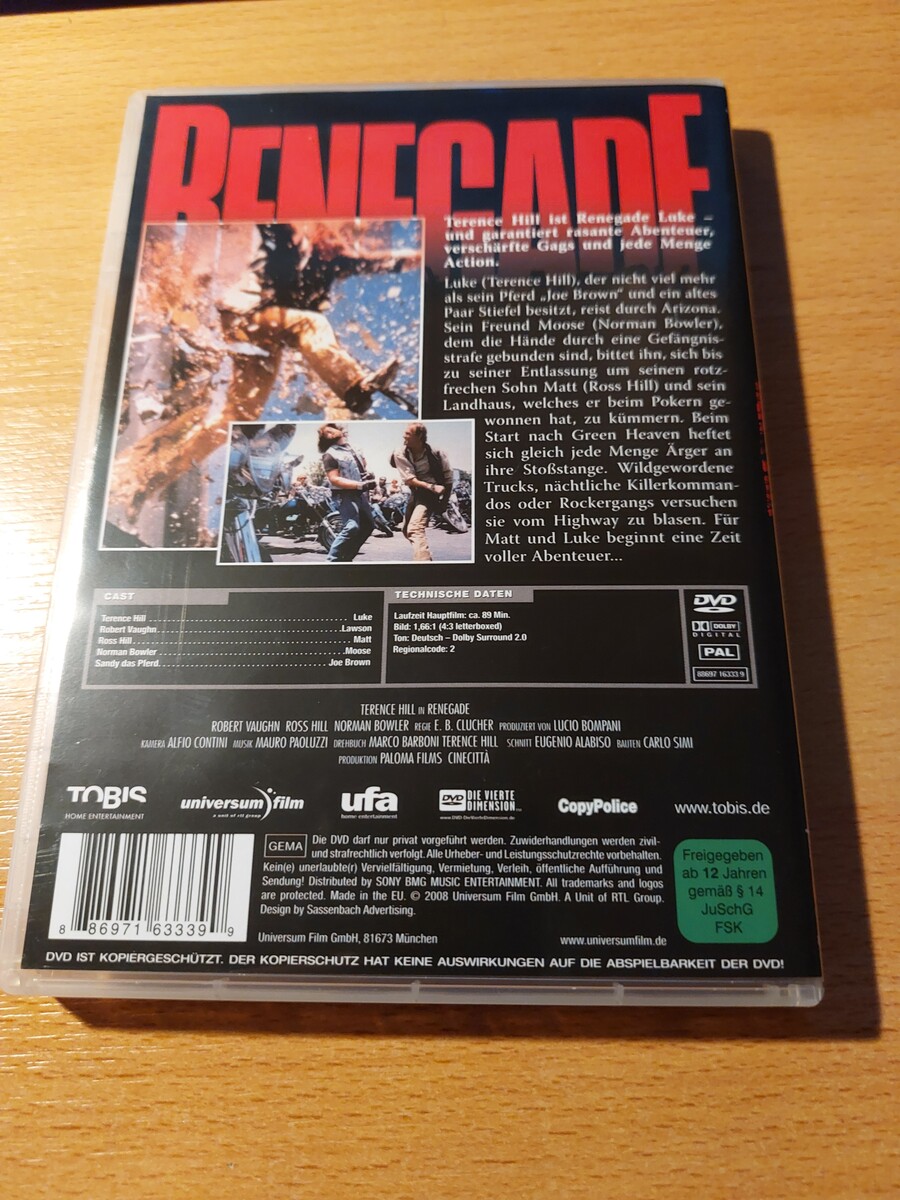 RENEGADE
Terence Hill ist Renegade Luke –
und garantiert rasante Abenteuer,
verschärfte Gags und jede Menge
Action.
Luke (Terence Hill), der nicht viel mehr
als sein Pferd „Joe Brown" und ein altes
Paar Stiefel besitzt, reist durch Arizona.
Sein Freund Moose (Norman Bowler),
dem die Hände durch eine Gefängnis-
strafe gebunden sind, bittet ihn, sich bis
zu seiner Entlassung um seinen rotz-
frechen Sohn Matt (Ross Hill) und sein
Landhaus, welches er beim Pokern ge-
wonnen hat, zu kümmern. Beim
Start nach Green Heaven heftet
sich gleich jede Menge Ärger an
ihre Stoßstange. Wildgewordene
Trucks, nächtliche Killerkomman-
dos oder Rockergangs versuchen
sie vom Highway zu blasen. Für
Matt und Luke beginnt eine Zeit
voller Abenteuer...
CAST
Terence Hill Luke
Robert Vaughn Lawson
Ross Hill Matt
Norman Bowler Moose
Sandy das Pferd Joe Brown
TECHNISCHE DATEN
Laufzeit Hauptfilm: ca. 89 Min.
Bild: 1,66:1 (4:3 letterboxed)
Ton: Deutsch – Dolby Surround 2.0
Regionalcode: 2
DVD
DOLBY
DIGITAL
PAL
88697 16333 9
TERENCE HILL IN RENEGADE
ROBERT VAUGHN ROSS HILL NORMAN BOWLER REGIE E. B. CLUCHER PRODUZIERT VON LUCIO BOMPANI
KAMERA ALFIO CONTINI MUSIK MAURO PAOLUZZI DREHBUCH MARCO BARBONI TERENCE HILL SCHNITT EUGENIO ALABISO BAUTEN CARLO SIMI
PRODUKTION PALOMA FILMS CINECITTÀ
TOBIS
HOME ENTERTAINMENT
universum film
a unit of rtl group
ufa
home entertainment
DVD DIE VIERTE
DIMENSION...
www.DVD-DieVierteDimension.de
CopyPolice
www.tobis.de
GEMA
Die DVD darf nur privat vorgeführt werden. Zuwiderhandlungen werden zivil-
und strafrechtlich verfolgt. Alle Urheber- und Leistungsschutzrechte vorbehalten.
Kein(e) unerlaubte(r) Vervielfältigung, Vermietung, Verleih, öffentliche Aufführung und
Sendung! Distributed by SONY BMG MUSIC ENTERTAINMENT. All trademarks and logos
are protected. Made in the EU. © 2008 Universum Film GmbH. A Unit of RTL Group.
Design by Sassenbach Advertising.
Universum Film GmbH, 81673 München
www.universumfilm.de
Freigegeben
ab 12 Jahren
gemäß § 14
JuSchG
FSK
8 86971 63339 9
DVD IST KOPIERGESCHÜTZT. DER KOPIERSCHUTZ HAT KEINE AUSWIRKUNGEN AUF DIE ABSPIELBARKEIT DER DVD!